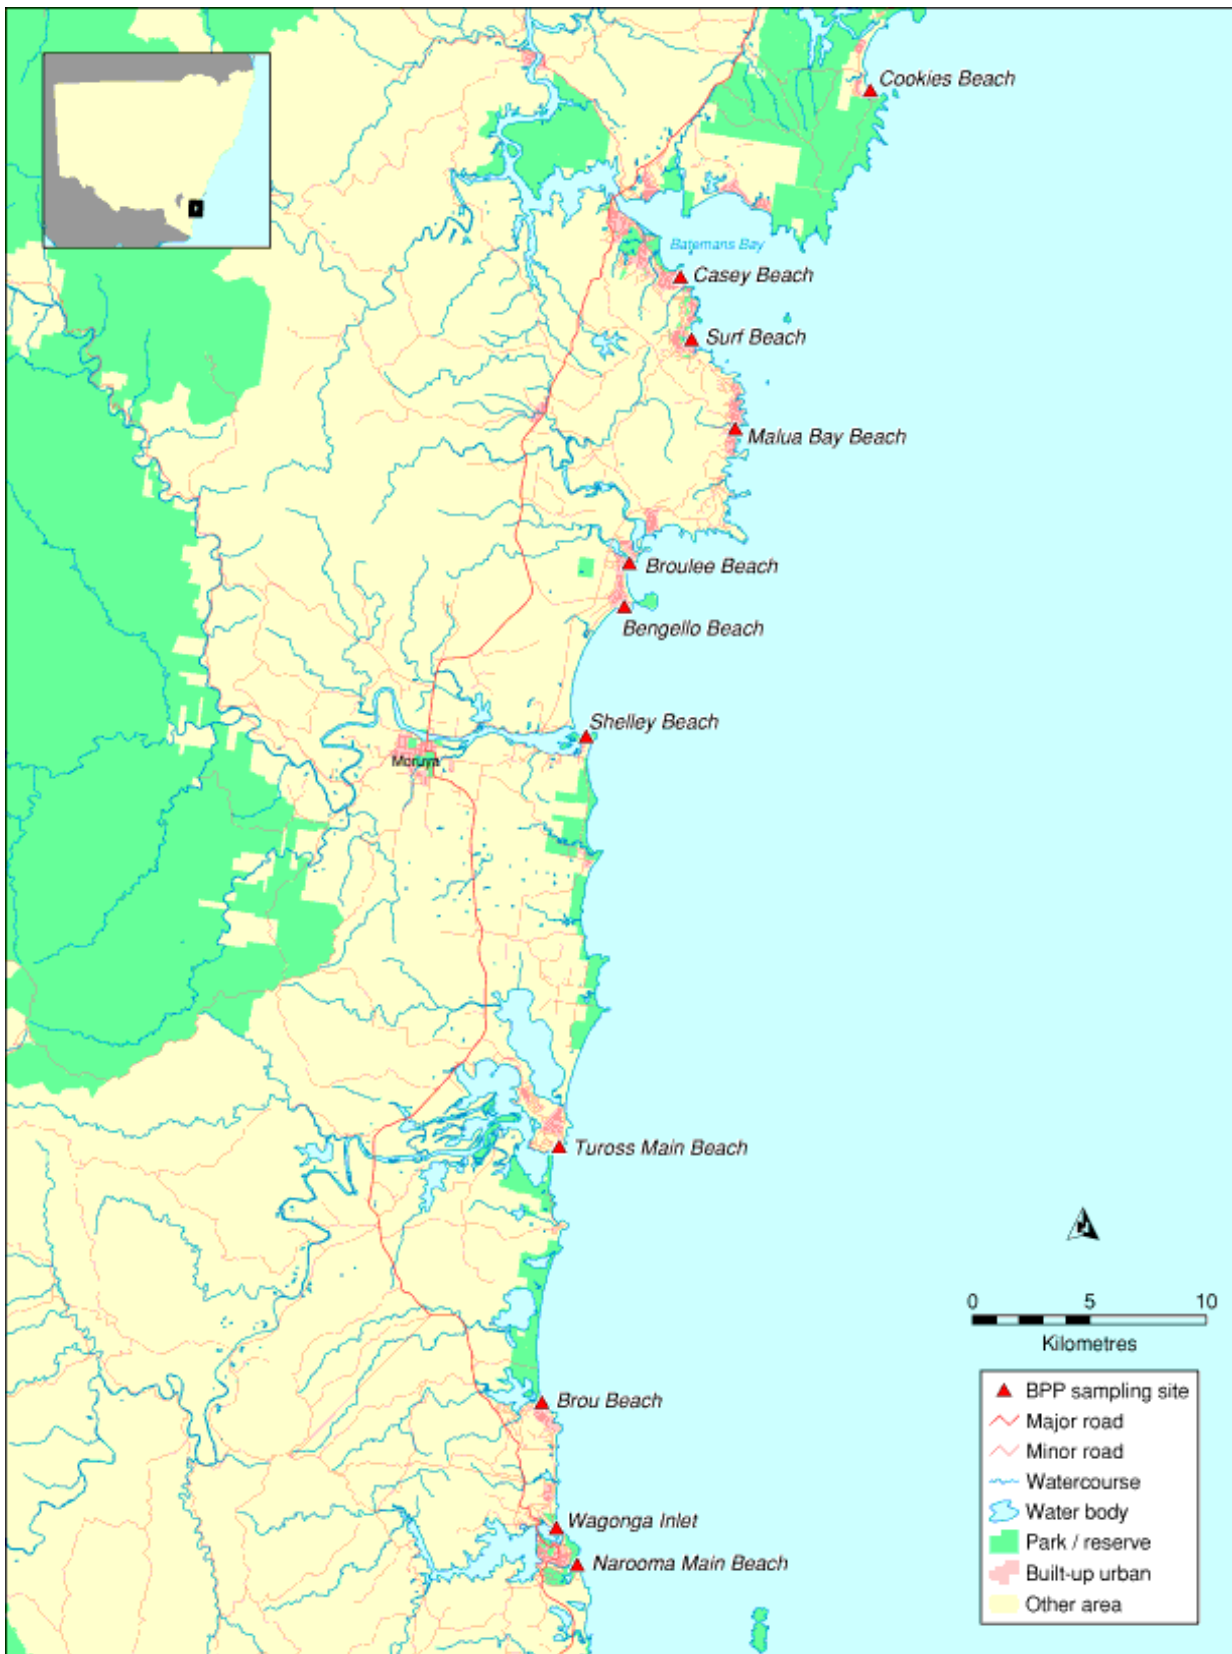 Cookies Beach
Batemans Bay
Casey Beach
Surf Beach
Malua Bay Beach
Broulee Beach
Bengello Beach
Shelley Beach
Moruya
Tuross Main Beach
0 5 10
Kilometres
Brou Beach
BPP sampling site
Major road
Minor road
Watercourse
Wagonga Inlet
Water body
Park / reserve
Narooma Main Beach
Built-up urban
Other area